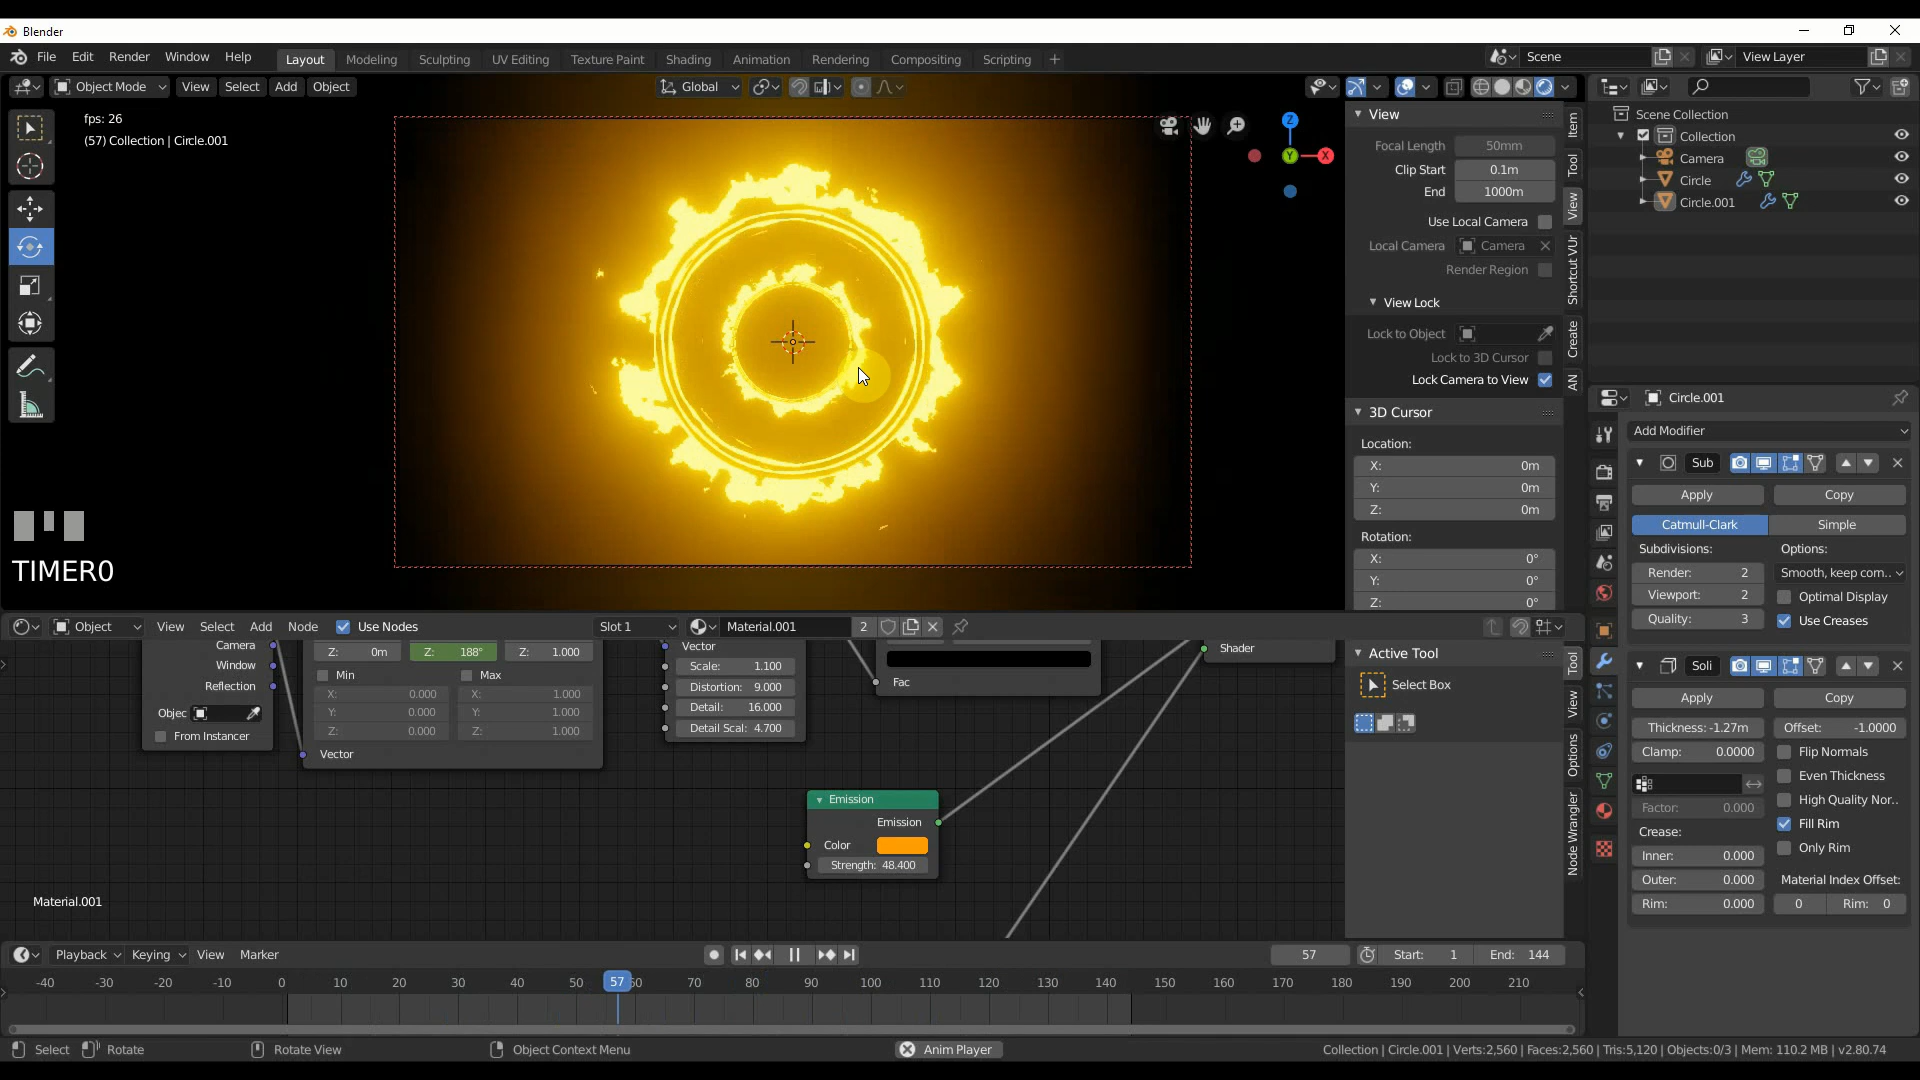 Blender
File Edit Render Window Help Layout Modeling Sculpting UV Editing Texture Paint Shading Animation Rendering Compositing Scripting + Scene View Layer
Object Mode View Select Add Object Global
fps: 26
(57) Collection | Circle.001
TIMER0
Z X Y
View
Focal Length 50mm
Clip Start 0.1m
End 1000m
Use Local Camera
Local Camera Camera
Render Region
View Lock
Lock to Object
Lock to 3D Cursor
Lock Camera to View
3D Cursor
Location:
X: 0m
Y: 0m
Z: 0m
Rotation:
X: 0°
Y: 0°
Z: 0°
Item
Tool
View
Shortcut VUr
Create
AN
Scene Collection
Collection
Camera
Circle
Circle.001
Circle.001
Add Modifier
Sub
Apply Copy
Catmull-Clark Simple
Subdivisions: Options:
Render: 2 Smooth, keep corn..
Viewport: 2 Optimal Display
Quality: 3 Use Creases
Soli
Apply Copy
Thickness: -1.27m Offset: -1.0000
Clamp: 0.0000 Flip Normals
Even Thickness
Factor: 0.000 High Quality Nor..
Crease: Fill Rim
Inner: 0.000 Only Rim
Outer: 0.000 Material Index Offset:
Rim: 0.000 0 Rim: 0
Object View Select Add Node Use Nodes Slot 1 Material.001 2
Camera
Window
Reflection
Objec
From Instancer
Z: 0m Z: 188° Z: 1.000
Min Max
X: 0.000 X: 1.000
Y: 0.000 Y: 1.000
Z: 0.000 Z: 1.000
Vector
Vector
Scale: 1.100
Distortion: 9.000
Detail: 16.000
Detail Scal: 4.700
Fac
Shader
Emission
Emission
Color
Strength: 48.400
Material.001
Active Tool
Select Box
Tool
View
Options
Node Wrangler
Playback Keying View Marker 57 Start: 1 End: 144
-40 -30 -20 -10 0 10 20 30 40 50 57 60 70 80 90 100 110 120 130 140 150 160 170 180 190 200 210
Select Rotate Rotate View Object Context Menu Anim Player Collection | Circle.001 | Verts:2,560 | Faces:2,560 | Tris:5,120 | Objects:0/3 | Mem: 110.2 MB | v2.80.74